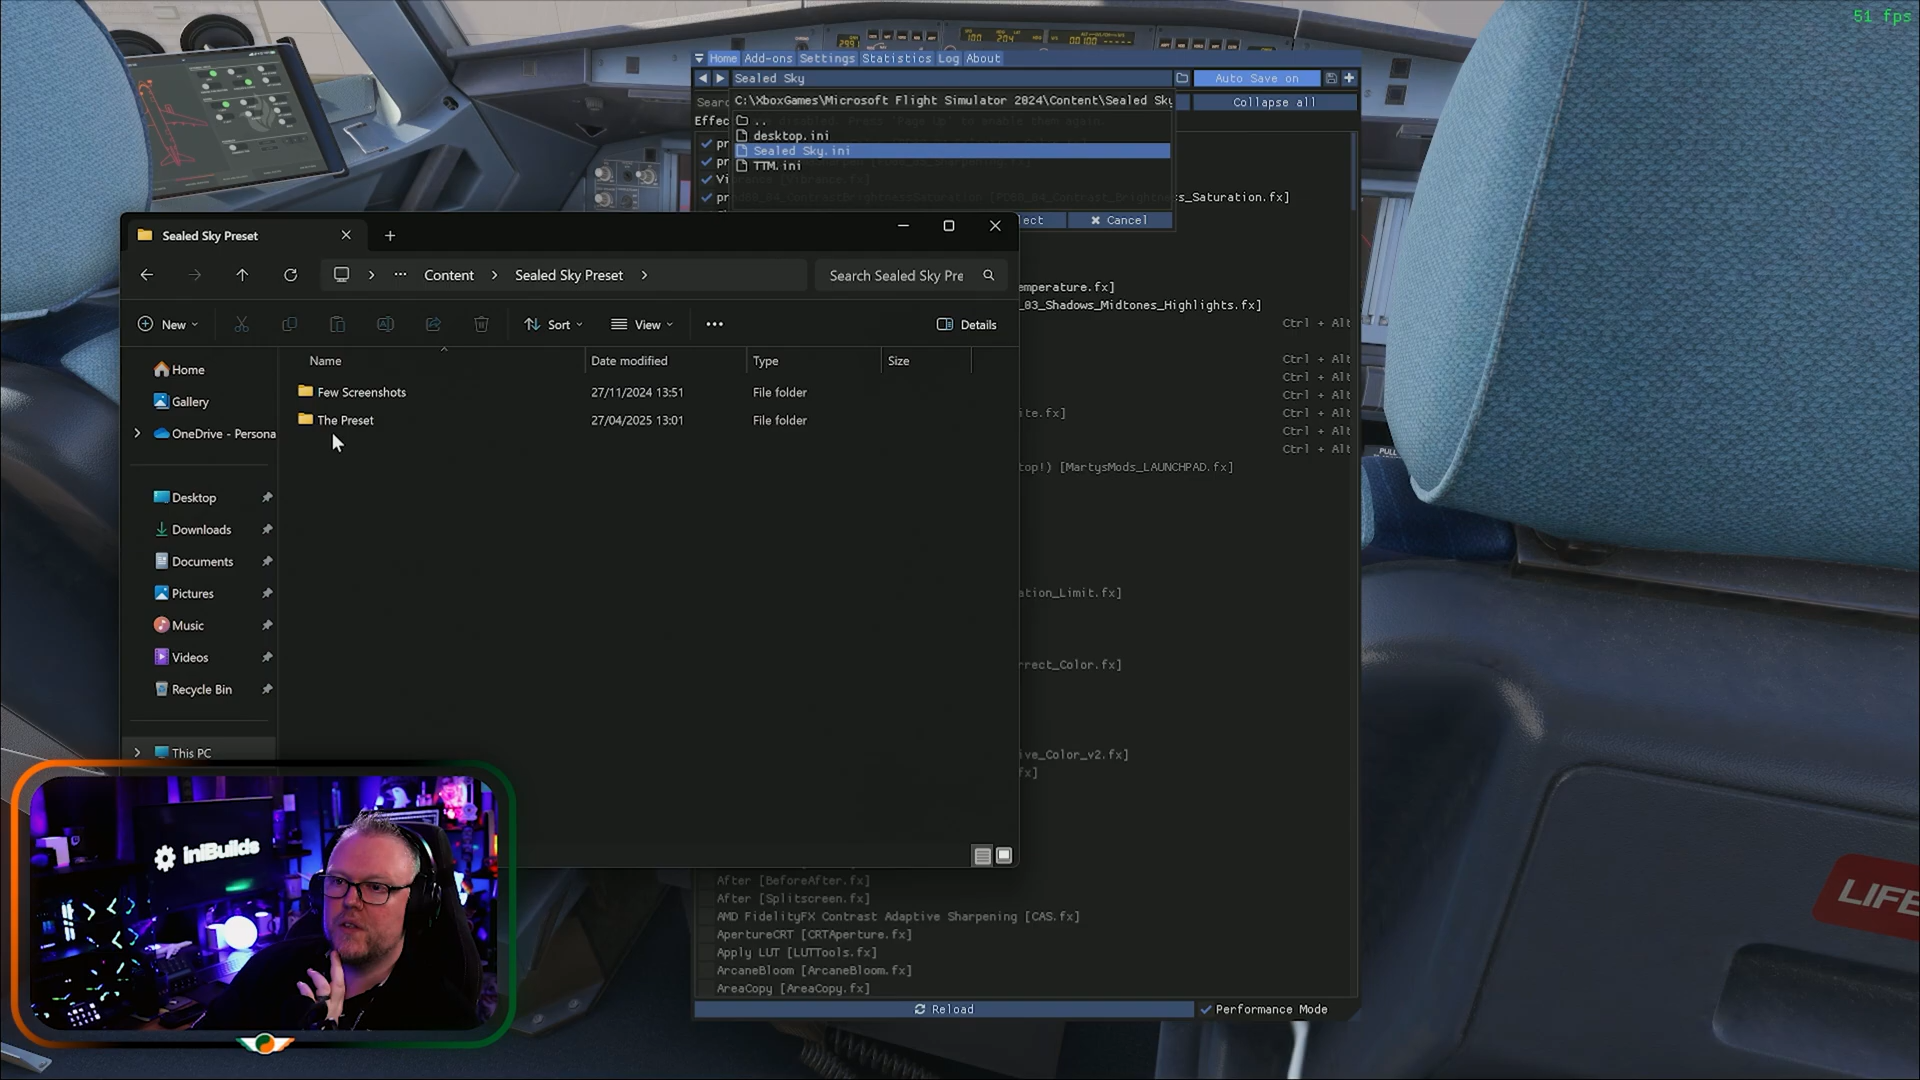 51 fps
Home Add-ons Settings Statistics Log About
Sealed Sky
Auto Save on
C:\XboxGames\Microsoft Flight Simulator 2024\Content\Sealed Sky
Collapse all
..
desktop.ini
Sealed Sky.ini
TTM.ini
s_Saturation.fx]
Cancel
Sealed Sky Preset
Content
Sealed Sky Preset
Search Sealed Sky Pre
emperature.fx]
_03_Shadows_Midtones_Highlights.fx]
New
Sort
View
Details
Ctrl + Alt
Name
Date modified
Type
Size
Ctrl + Alt
Ctrl + Alt
Ctrl + Alt
Ctrl + Alt
Ctrl + Alt
Ctrl + Alt
Home
Few Screenshots
27/11/2024 13:51
File folder
Gallery
The Preset
27/04/2025 13:01
File folder
ite.fx]
OneDrive - Persona
top!) [MartysMods_LAUNCHPAD.fx]
Desktop
Downloads
Documents
Pictures
ation_Limit.fx]
Music
Videos
rrect_Color.fx]
Recycle Bin
This PC
ive_Color_v2.fx]
fx]
iniBuilds
After [BeforeAfter.fx]
After [Splitscreen.fx]
AMD FidelityFX Contrast Adaptive Sharpening [CAS.fx]
ApertureCRT [CRTAperture.fx]
Apply LUT [LUTTools.fx]
ArcaneBloom [ArcaneBloom.fx]
AreaCopy [AreaCopy.fx]
Reload
Performance Mode
LIFE